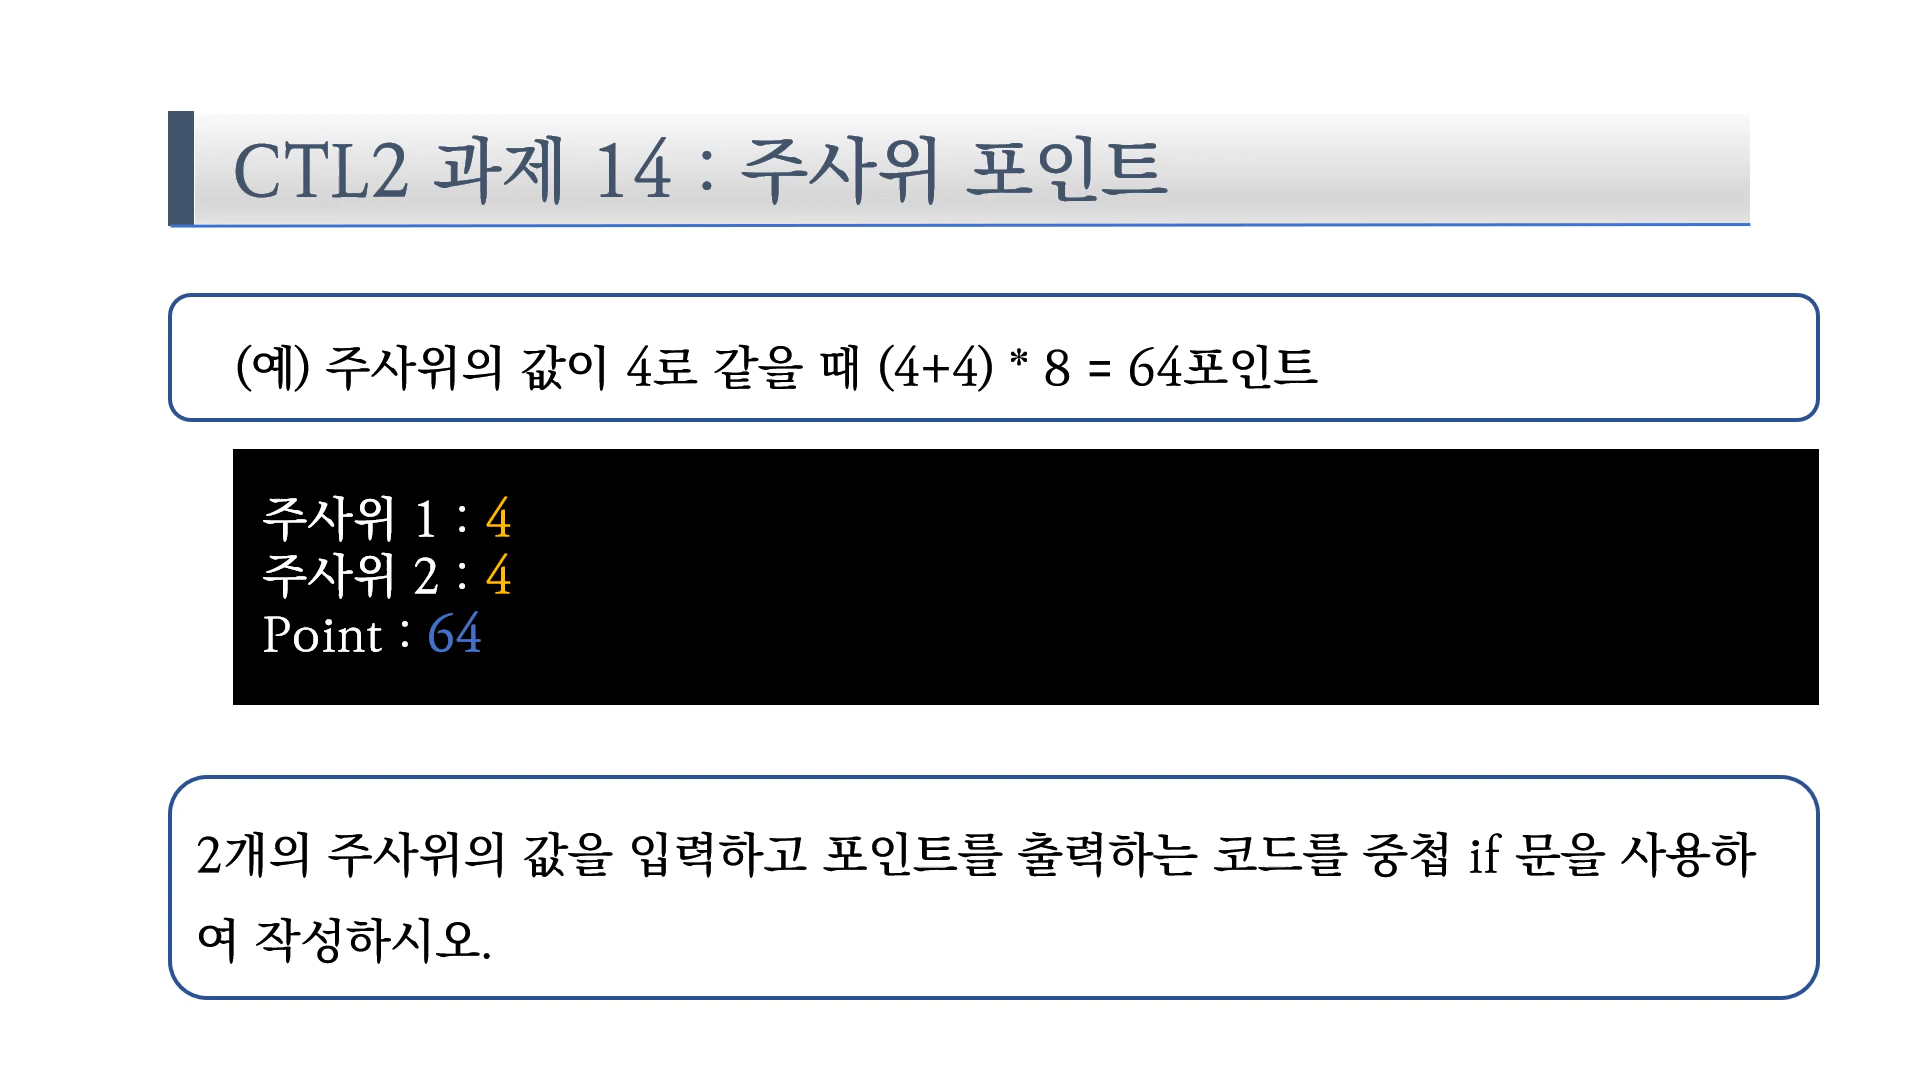 CTL2 과제 14 : 주사위 포인트
(예) 주사위의 값이 4로 같을 때 (4+4) * 8 = 64포인트
주사위 1 : 4
주사위 2 : 4
Point : 64
2개의 주사위의 값을 입력하고 포인트를 출력하는 코드를 중첩 if 문을 사용하
여 작성하시오.